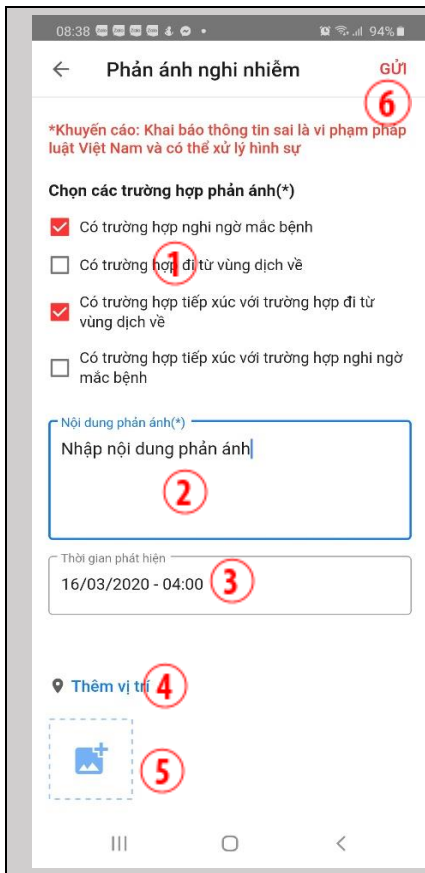 08:38 94%
Phản ánh nghi nhiễm GỬI
6
*Khuyến cáo: Khai báo thông tin sai là vi phạm pháp
luật Việt Nam và có thể xử lý hình sự
Chọn các trường hợp phản ánh(*)
Có trường hợp nghi ngờ mắc bệnh
1
Có trường hợp đi từ vùng dịch về
Có trường hợp tiếp xúc với trường hợp đi từ
vùng dịch về
Có trường hợp tiếp xúc với trường hợp nghi ngờ
mắc bệnh
Nội dung phản ánh(*)
Nhập nội dung phản ánh
2
Thời gian phát hiện
16/03/2020 - 04:00 3
Thêm vị trí 4
5